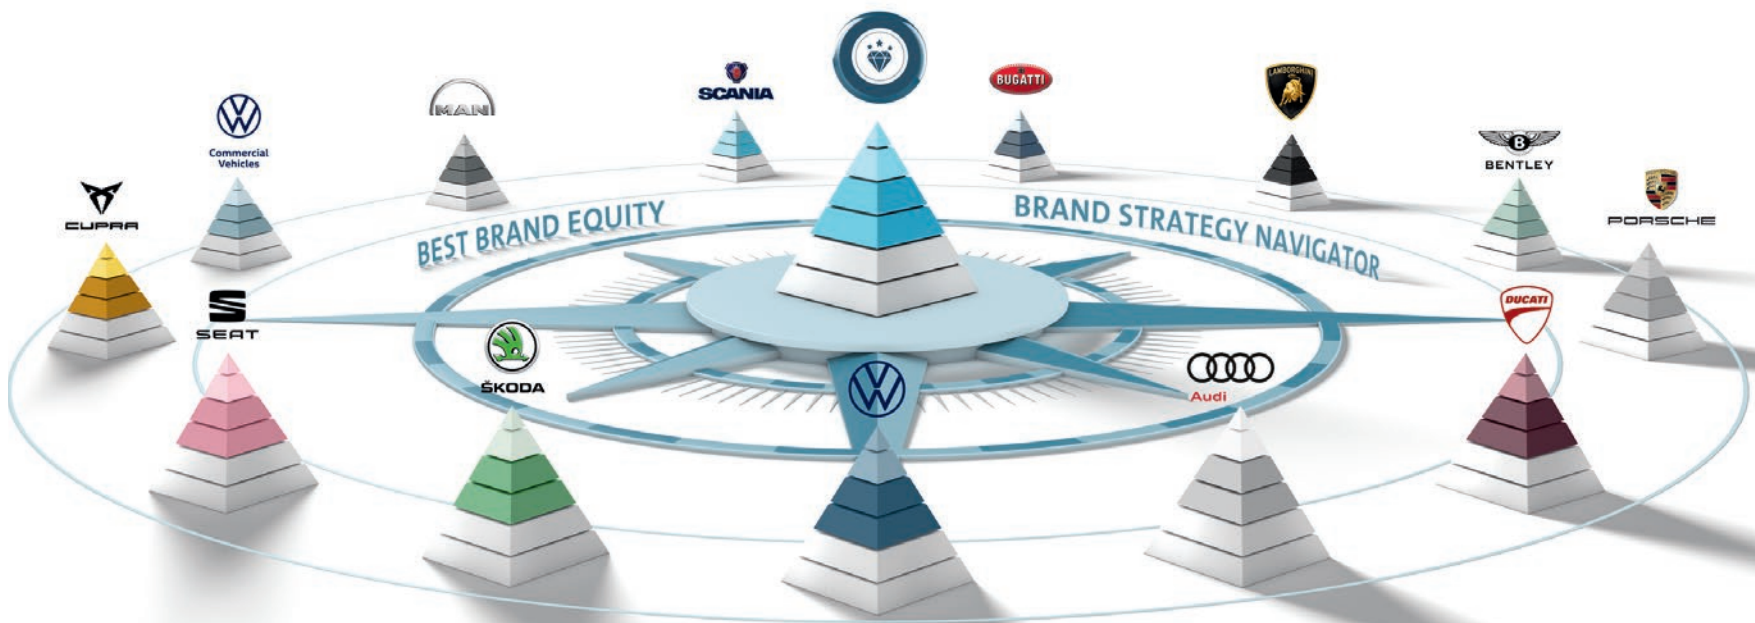 SCANIA
BUGATTI
LAMBORGHINI
MAN
Commercial
Vehicles
BENTLEY
CUPRA
PORSCHE
BEST BRAND EQUITY
BRAND STRATEGY NAVIGATOR
SEAT
DUCATI
ŠKODA
Audi